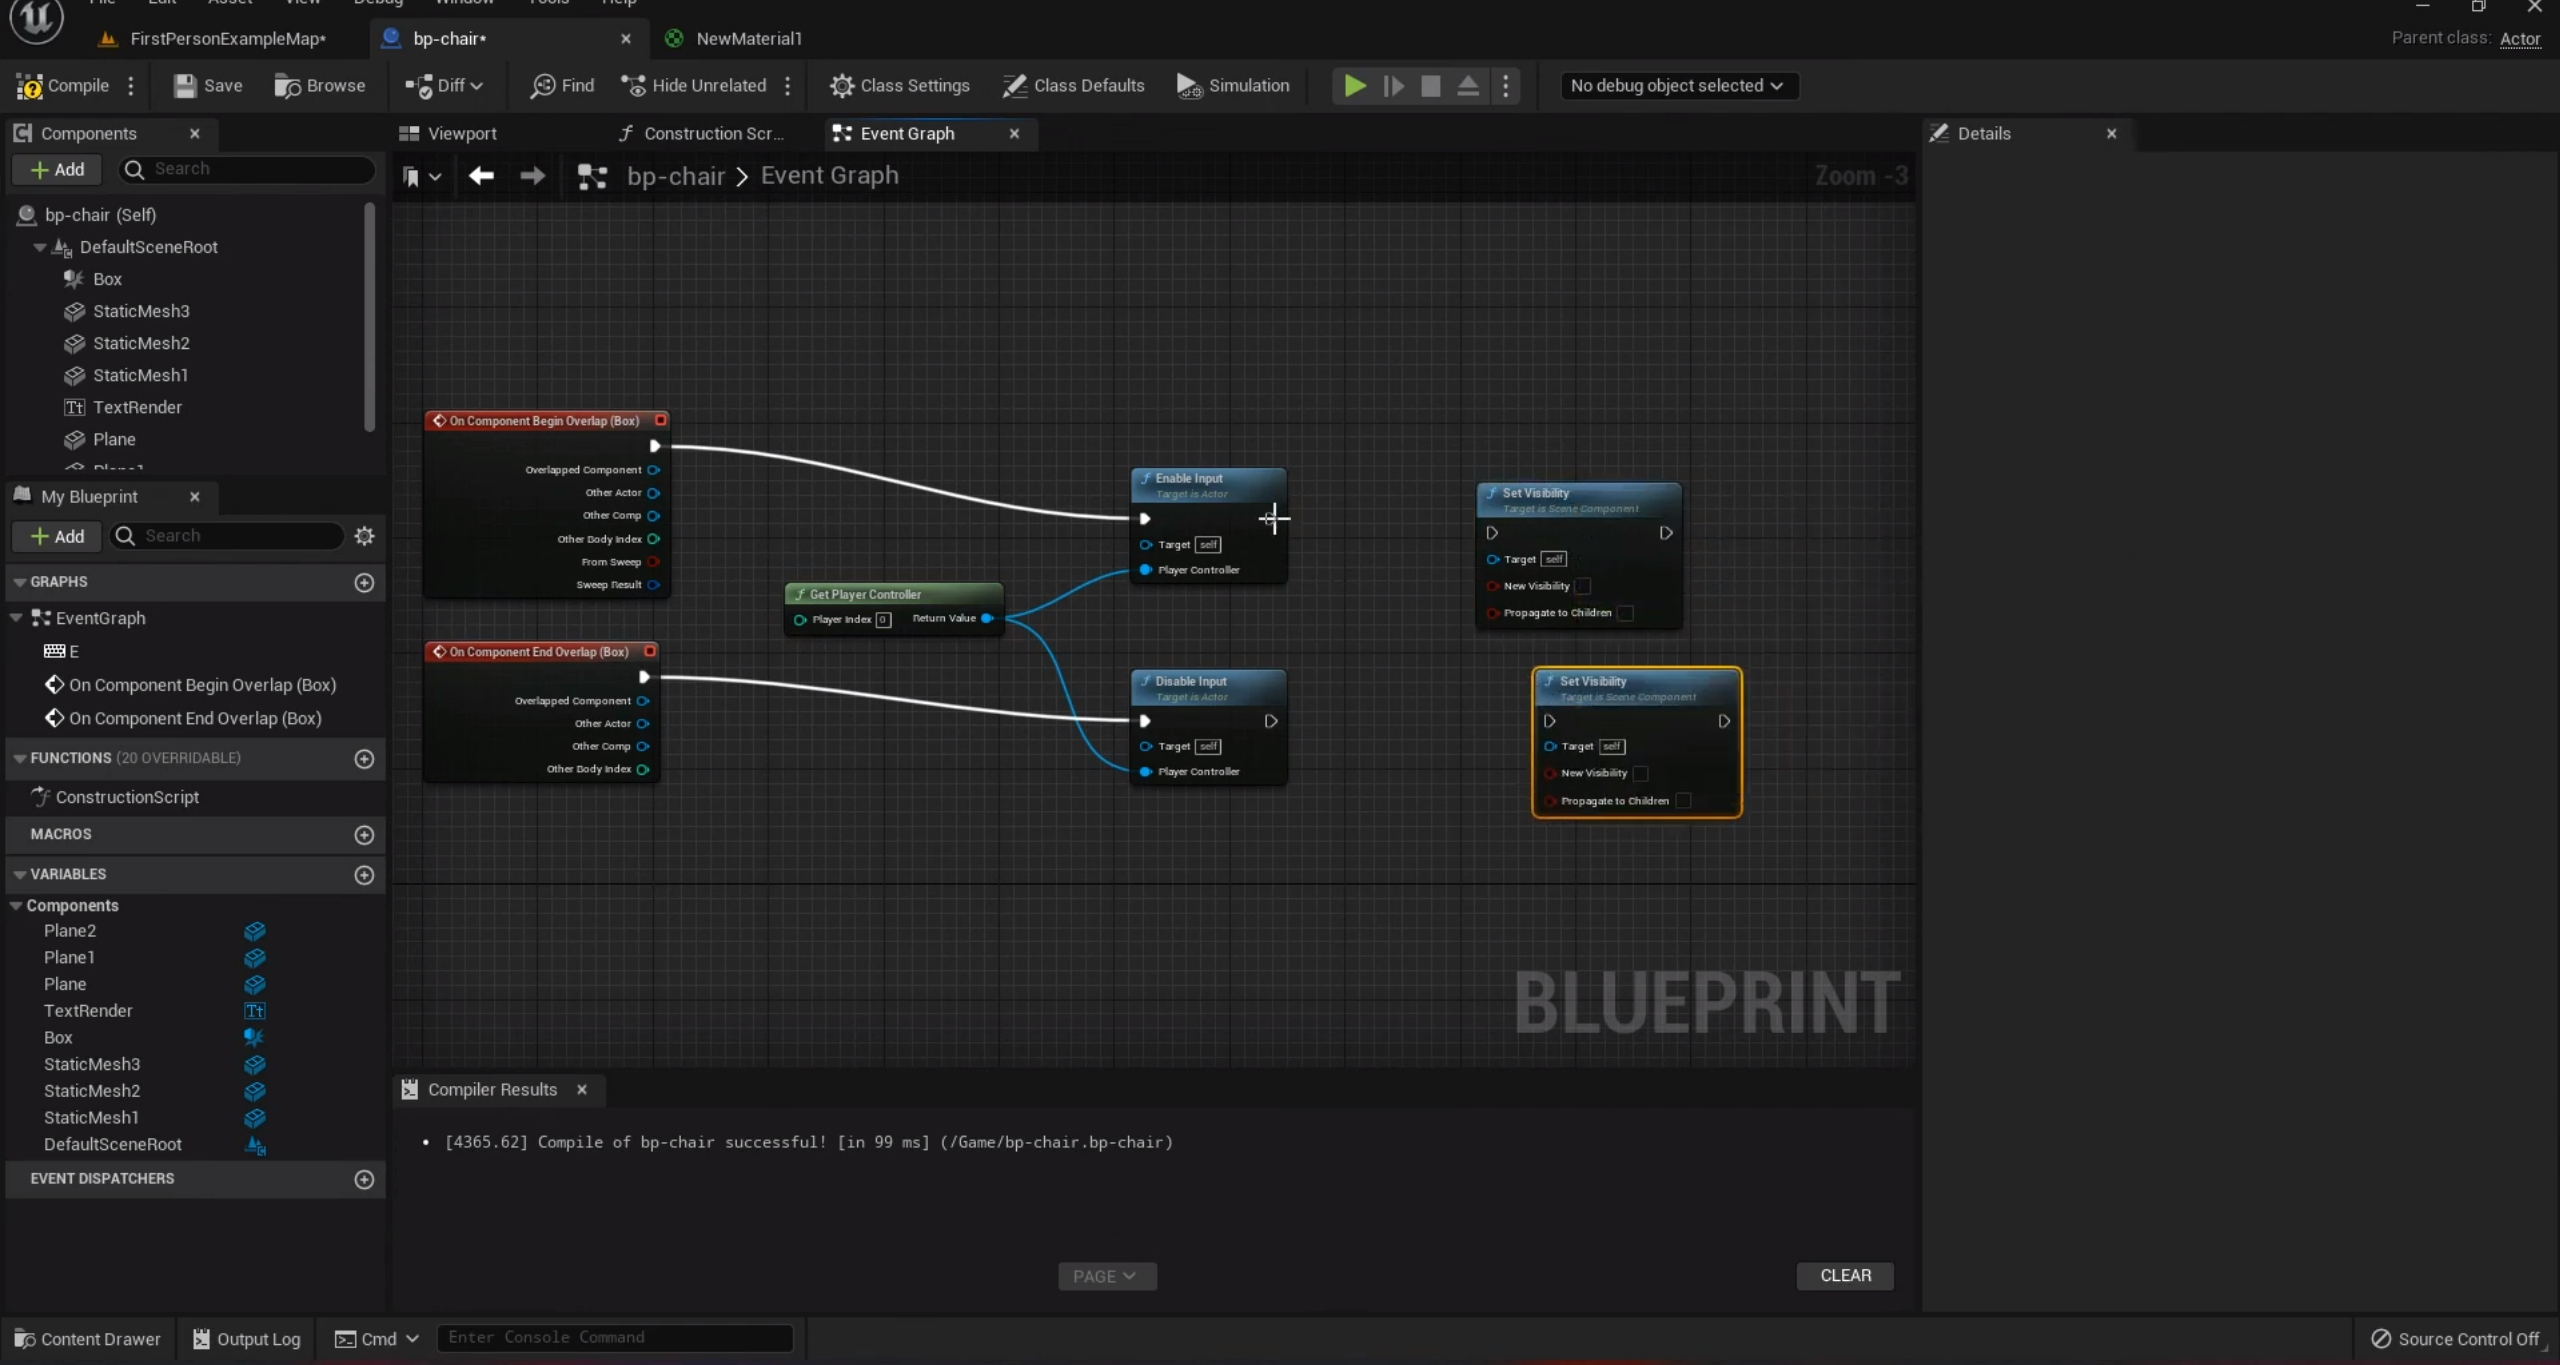 File Edit Asset View Debug Window Tools Help
FirstPersonExampleMap*
bp-chair*
NewMaterial1
Parent class: Actor
Compile
Save
Browse
Diff
Find
Hide Unrelated
Class Settings
Class Defaults
Simulation
No debug object selected
Components
Viewport
Construction Scr...
Event Graph
Details
Add
Search
bp-chair > Event Graph
Zoom -3
bp-chair (Self)
DefaultSceneRoot
Box
StaticMesh3
StaticMesh2
StaticMesh1
TextRender
Plane
Plane1
My Blueprint
Add
Search
GRAPHS
EventGraph
E
On Component Begin Overlap (Box)
On Component End Overlap (Box)
FUNCTIONS (20 OVERRIDABLE)
ConstructionScript
MACROS
VARIABLES
Components
Plane2
Plane1
Plane
TextRender
Box
StaticMesh3
StaticMesh2
StaticMesh1
DefaultSceneRoot
EVENT DISPATCHERS
On Component Begin Overlap (Box)
Overlapped Component
Other Actor
Other Comp
Other Body Index
From Sweep
Sweep Result
On Component End Overlap (Box)
Overlapped Component
Other Actor
Other Comp
Other Body Index
Get Player Controller
Player Index 0 Return Value
Enable Input
Target is Actor
Target self
Player Controller
Disable Input
Target is Actor
Target self
Player Controller
Set Visibility
Target is Scene Component
Target self
New Visibility
Propagate to Children
Set Visibility
Target is Scene Component
Target self
New Visibility
Propagate to Children
BLUEPRINT
Compiler Results
[4365.62] Compile of bp-chair successful! [in 99 ms] (/Game/bp-chair.bp-chair)
PAGE
CLEAR
Content Drawer
Output Log
Cmd
Enter Console Command
Source Control Off